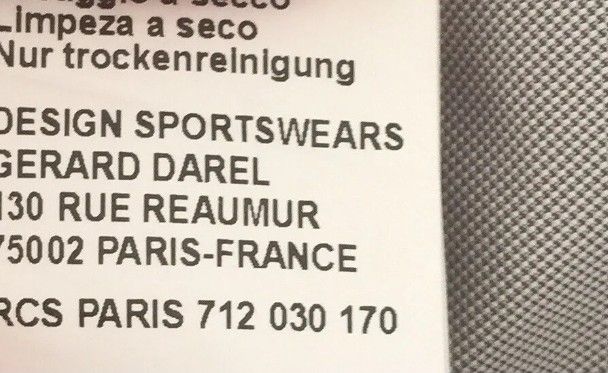 Limpeza a seco
Nur trockenreinigung
DESIGN SPORTSWEARS
GERARD DAREL
130 RUE REAUMUR
75002 PARIS-FRANCE
RCS PARIS 712 030 170